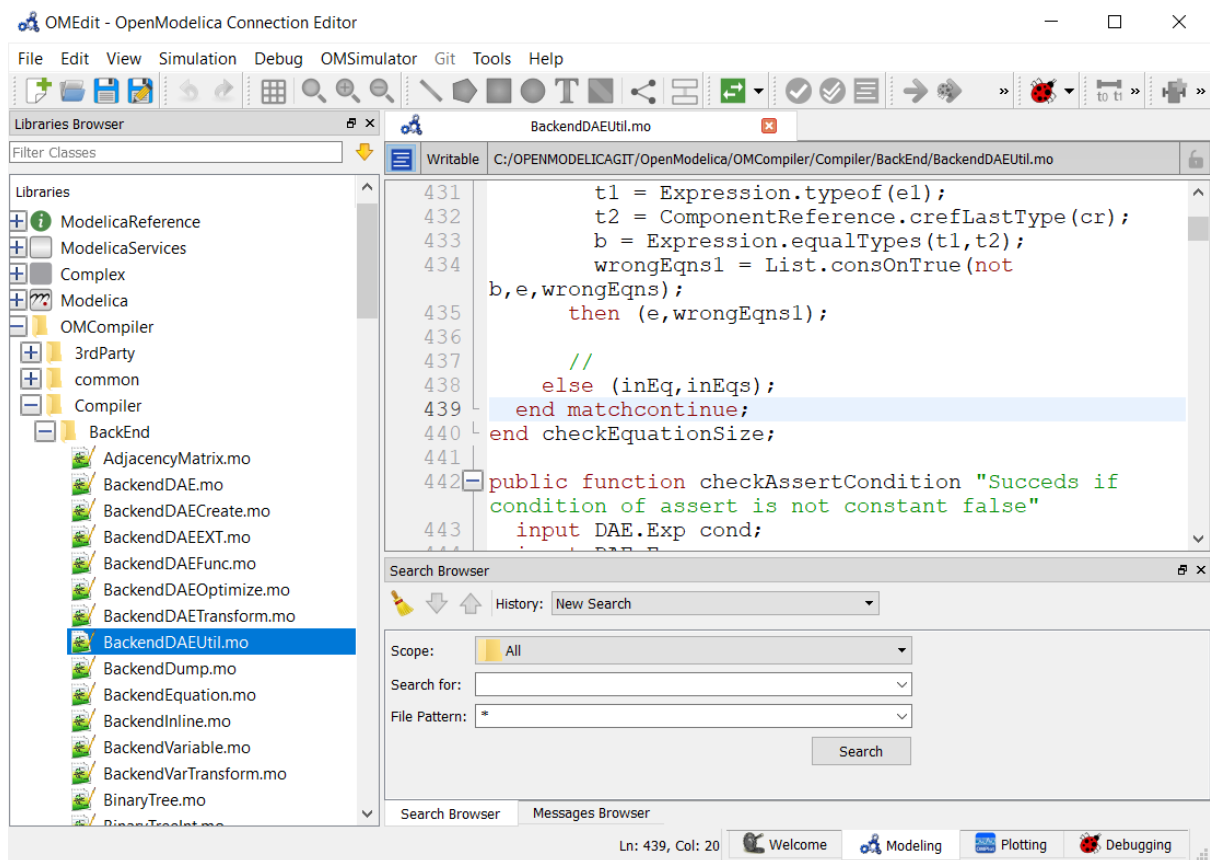 OMEdit - OpenModelica Connection Editor
File Edit View Simulation Debug OMSimulator Git Tools Help
T
»
to t1 »
»
Libraries Browser
Filter Classes
Libraries
ModelicaReference
ModelicaServices
Complex
Modelica
OMCompiler
3rdParty
common
Compiler
BackEnd
AdjacencyMatrix.mo
BackendDAE.mo
BackendDAECreate.mo
BackendDAEEXT.mo
BackendDAEFunc.mo
BackendDAEOptimize.mo
BackendDAETransform.mo
BackendDAEUtil.mo
BackendDump.mo
BackendEquation.mo
BackendInline.mo
BackendVariable.mo
BackendVarTransform.mo
BinaryTree.mo
BinaryTreeInt.mo
BackendDAEUtil.mo
Writable C:/OPENMODELICAGIT/OpenModelica/OMCompiler/Compiler/BackEnd/BackendDAEUtil.mo
431 t1 = Expression.typeof(e1);
432 t2 = ComponentReference.crefLastType(cr);
433 b = Expression.equalTypes(t1,t2);
434 wrongEqns1 = List.consOnTrue(not
b,e,wrongEqns);
435 then (e,wrongEqns1);
436
437 //
438 else (inEq,inEqs);
439 end matchcontinue;
440 end checkEquationSize;
441
442 public function checkAssertCondition "Succeds if
condition of assert is not constant false"
443 input DAE.Exp cond;
Search Browser
History: New Search
Scope: All
Search for:
File Pattern: *
Search
Search Browser Messages Browser
Ln: 439, Col: 20 Welcome Modeling Plotting Debugging